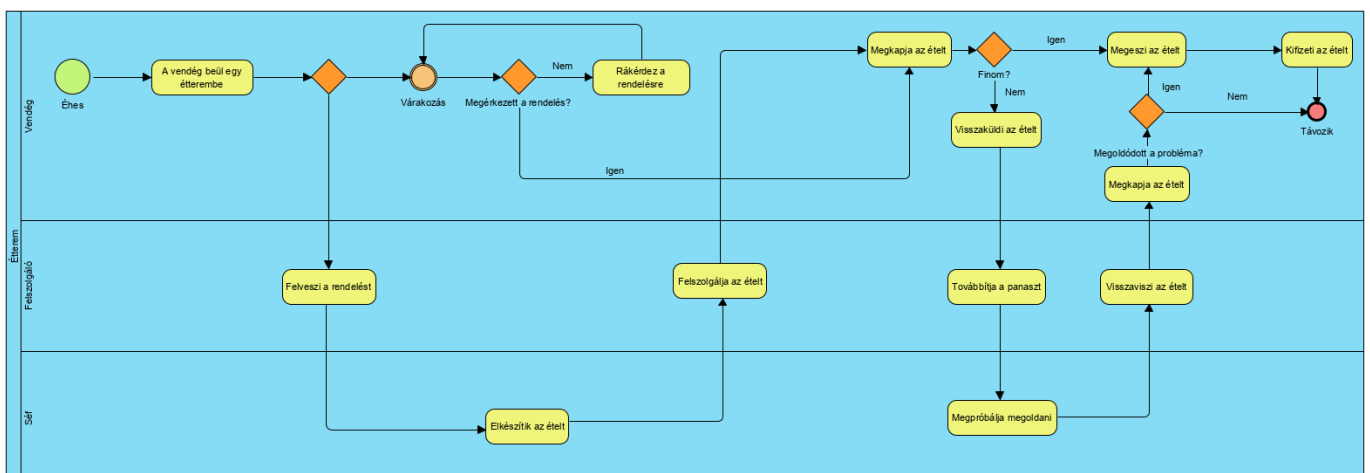 Étterem
Vendég
Éhes
A vendég beül egy
étterembe
Várakozás
Megérkezett a rendelés?
Nem
Rákérdez a
rendelésre
Igen
Megkapja az ételt
Finom?
Igen
Nem
Visszaküldi az ételt
Megeszi az ételt
Kifizeti az ételt
Igen
Nem
Távozik
Megoldódott a probléma?
Megkapja az ételt
Felszolgáló
Felveszi a rendelést
Felszolgálja az ételt
Továbbítja a panaszt
Visszaviszi az ételt
Séf
Elkészítik az ételt
Megpróbálja megoldani